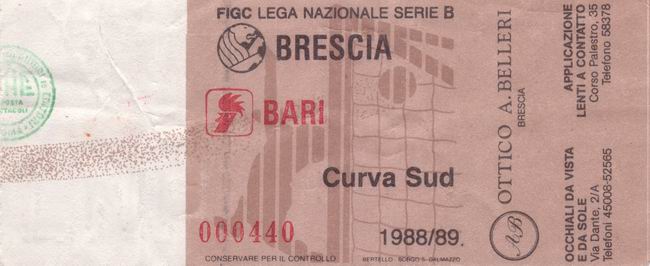 FIGC LEGA NAZIONALE SERIE B
BRESCIA
BARI
Curva Sud
000440
1988/89.
CONSERVARE PER IL CONTROLLO
BERTELLO - BORGO S. DALMAZZO
OTTICO A. BELLERI
BRESCIA
AB
APPLICAZIONE
LENTI A CONTATTO
Corso Palestro, 35
Telefono 58378
OCCHIALI DA VISTA
E DA SOLE
Via Dante, 2/A
Telefoni 45008-52565